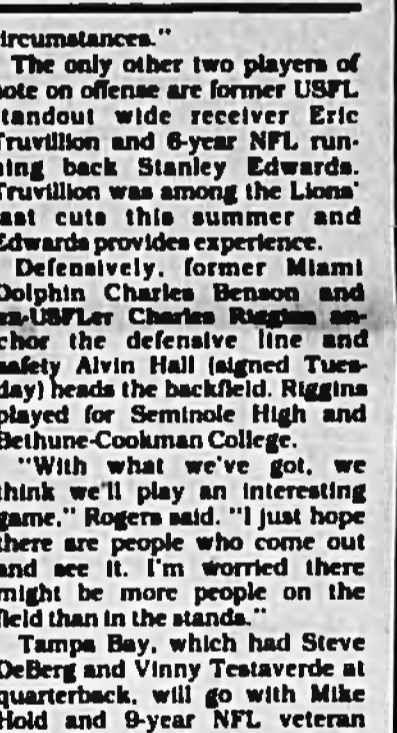 ircumstances."
The only other two players of
ote on offense are former USFL
tandout wide receiver Eric
Truvillion and 6-year NFL run-
ning back Stanley Edwards.
Truvillion was among the Lions'
ast cuts this summer and
Edwards provides experience.
Defensively, former Miami
Dolphin Charles Benson and
ex-USFLer Charles Riggins an-
chor the defensive line and
safety Alvin Hall (signed Tues-
day) heads the backfield. Riggins
played for Seminole High and
Bethune-Cookman College.
"With what we've got, we
think we'll play an interesting
game," Rogers said. "I just hope
there are people who come out
and see it. I'm worried there
might be more people on the
field than in the stands."
Tampa Bay, which had Steve
DeBerg and Vinny Testaverde at
quarterback, will go with Mike
Hold and 9-year NFL veteran